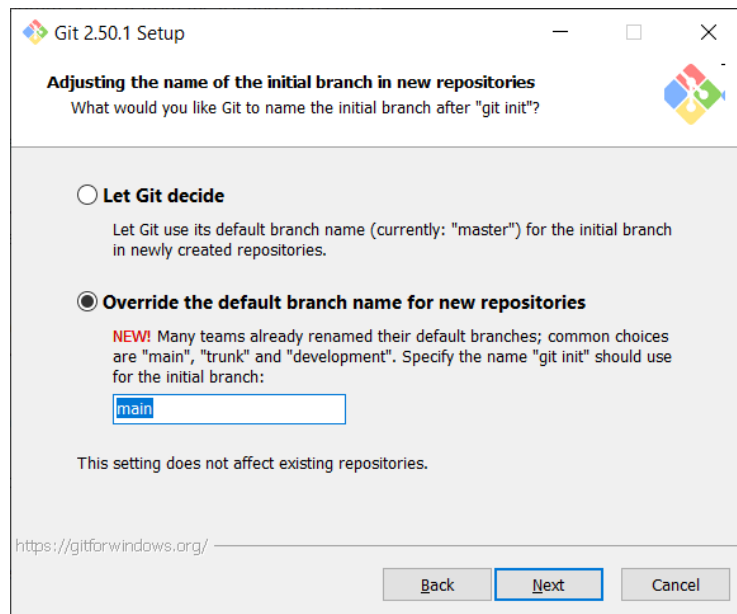 Git 2.50.1 Setup
Adjusting the name of the initial branch in new repositories
What would you like Git to name the initial branch after "git init"?
Let Git decide
Let Git use its default branch name (currently: "master") for the initial branch
in newly created repositories.
Override the default branch name for new repositories
NEW! Many teams already renamed their default branches; common choices
are "main", "trunk" and "development". Specify the name "git init" should use
for the initial branch:
main
This setting does not affect existing repositories.
https://gitforwindows.org/
Back Next Cancel